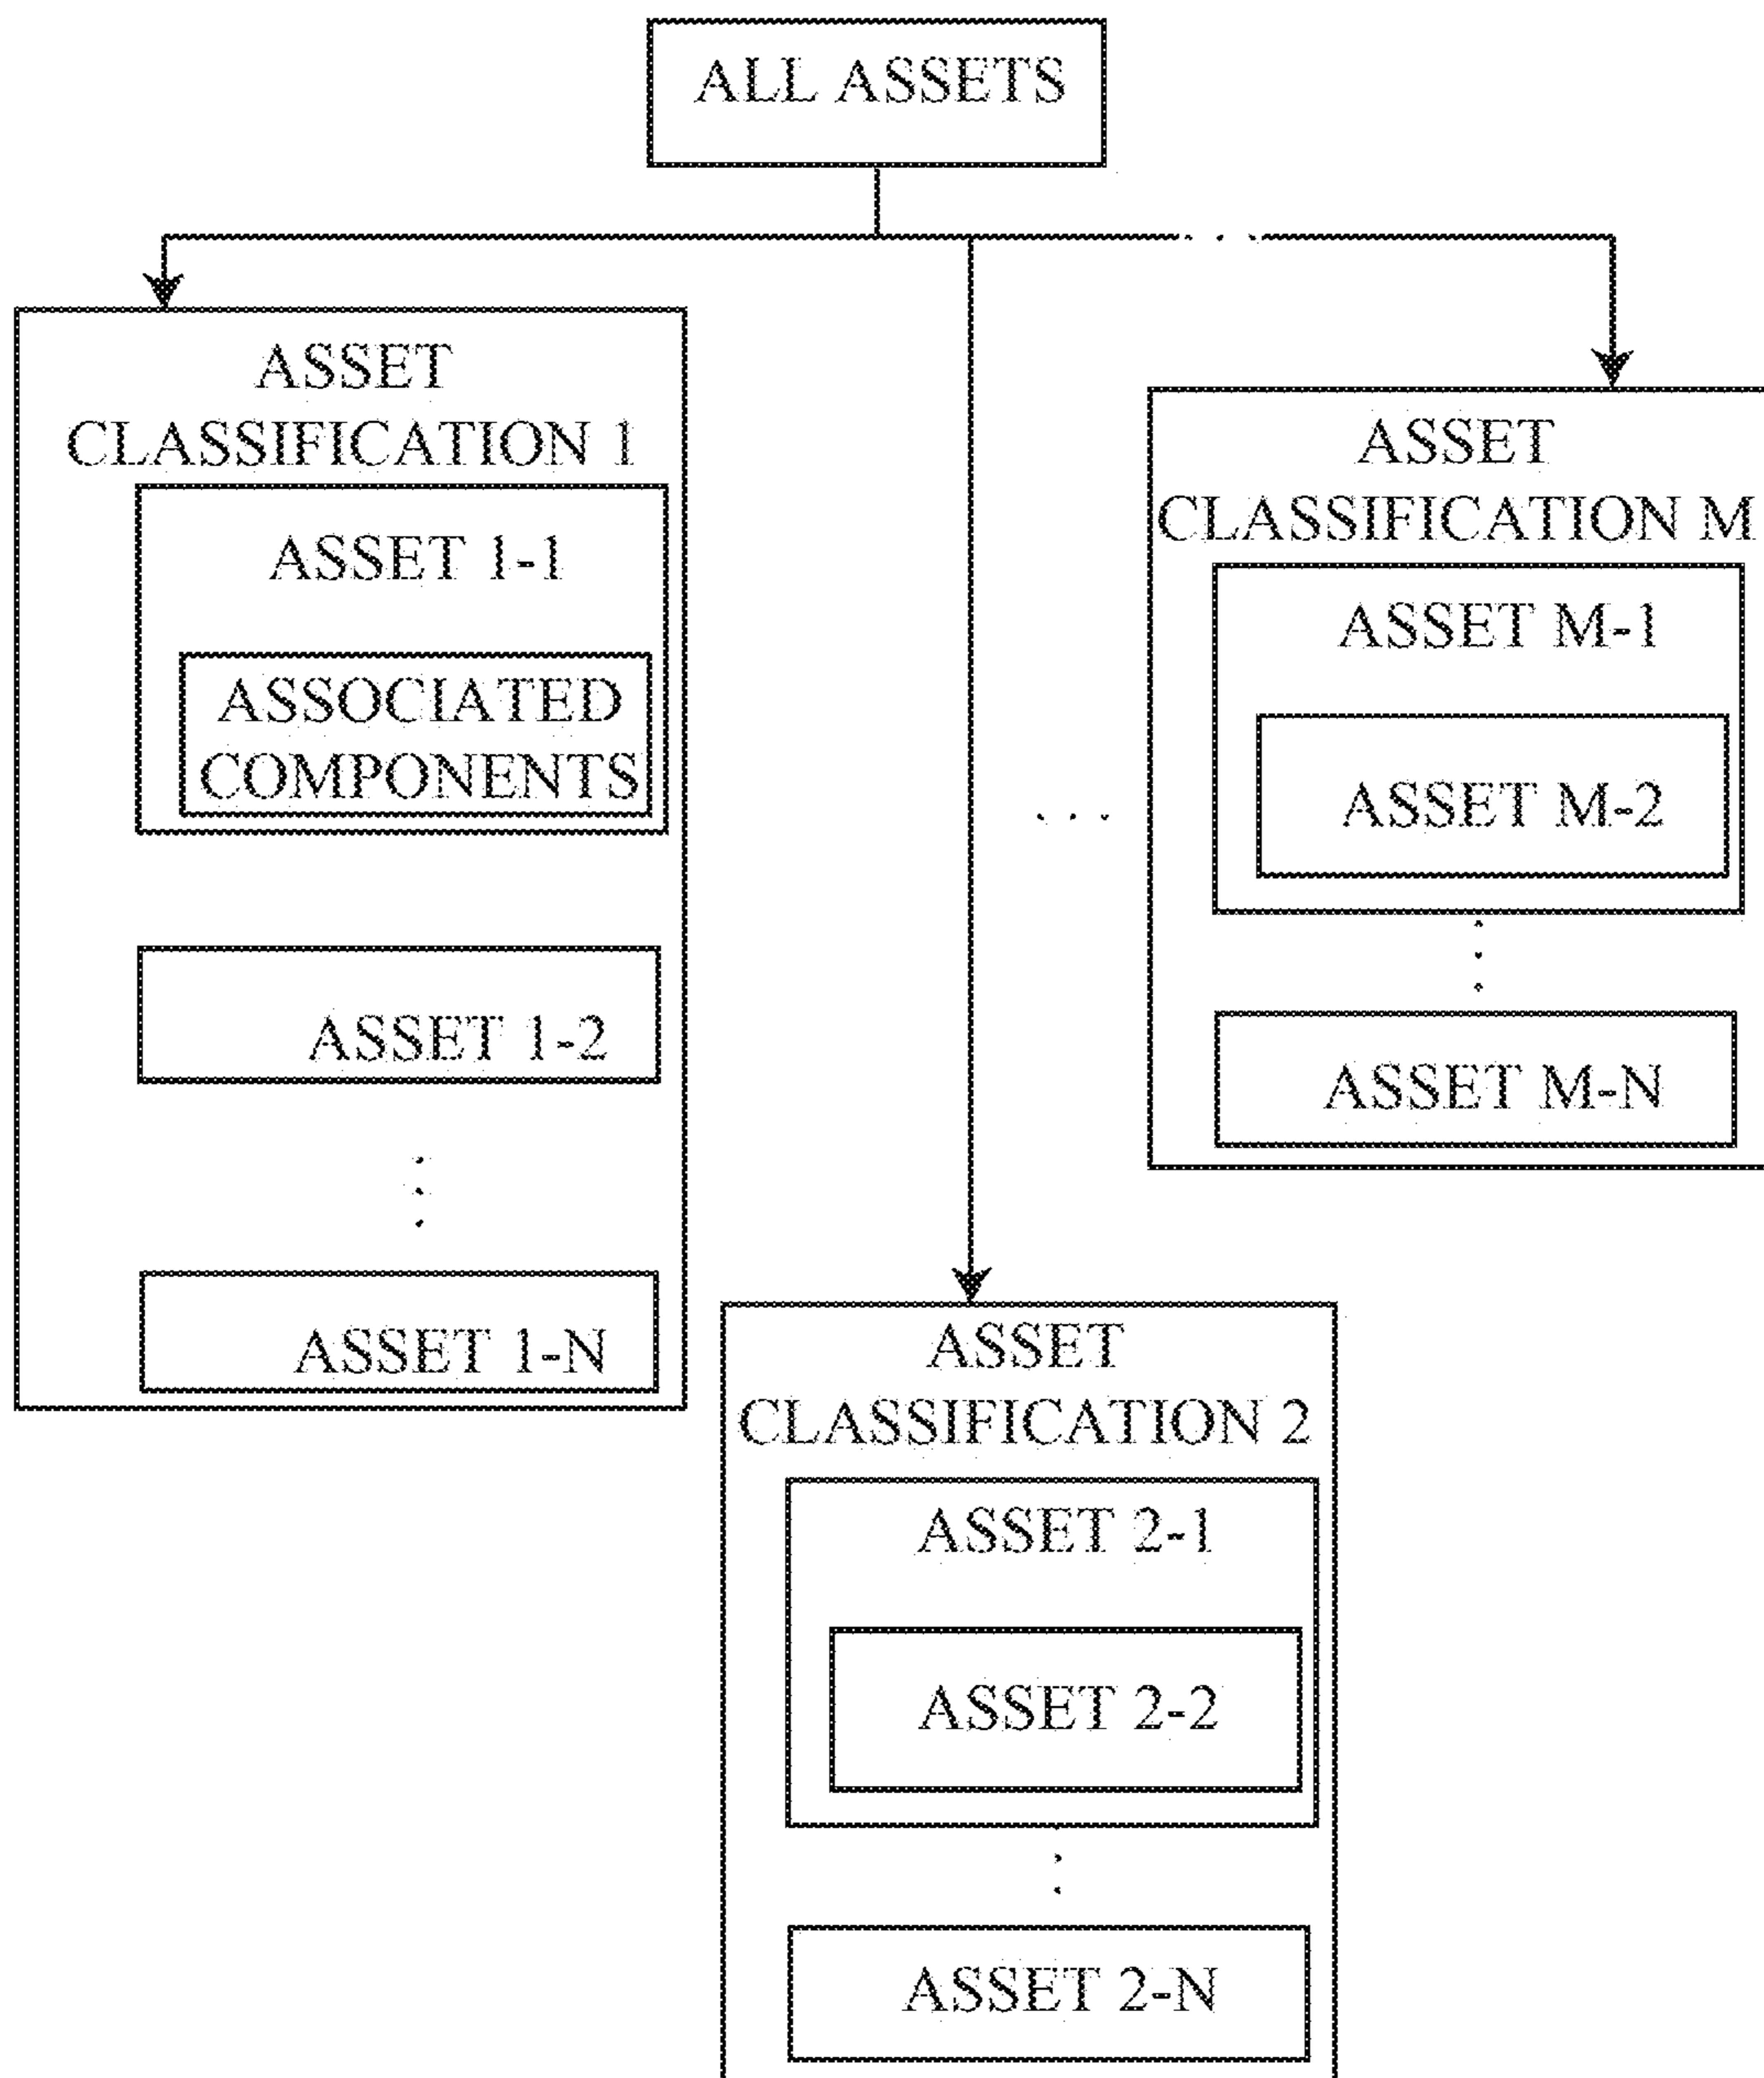 ALL ASSETS
ASSET
CLASSIFICATION 1
ASSET 1-1
ASSOCIATED
COMPONENTS
ASSET 1-2
ASSET 1-N
ASSET
CLASSIFICATION M
ASSET M-1
ASSET M-2
ASSET M-N
ASSET
CLASSIFICATION 2
ASSET 2-1
ASSET 2-2
ASSET 2-N